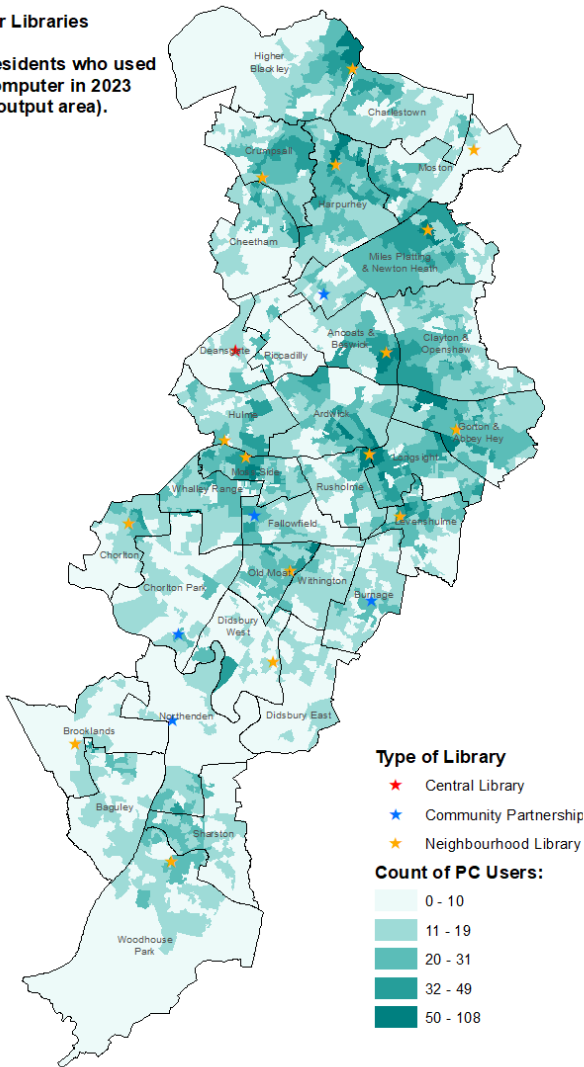 r Libraries
esidents who used
omputer in 2023
output area).
Higher
Blackley
Charlestown
Crumpsall
Moston
Harpurhey
Cheetham
Miles Platting
& Newton Heath
Ancoats &
Beswick
Clayton &
Openshaw
Deansgate
Piccadilly
Hulme
Ardwick
Gorton &
Abbey Hey
Moss Side
Longsight
Whalley Range
Rusholme
Fallowfield
Levenshulme
Chorlton
Old Moat
Withington
Chorlton Park
Burnage
Didsbury
West
Northenden
Didsbury East
Brooklands
Baguley
Sharston
Woodhouse
Park
Type of Library
Central Library
Community Partnership
Neighbourhood Library
Count of PC Users:
0 - 10
11 - 19
20 - 31
32 - 49
50 - 108